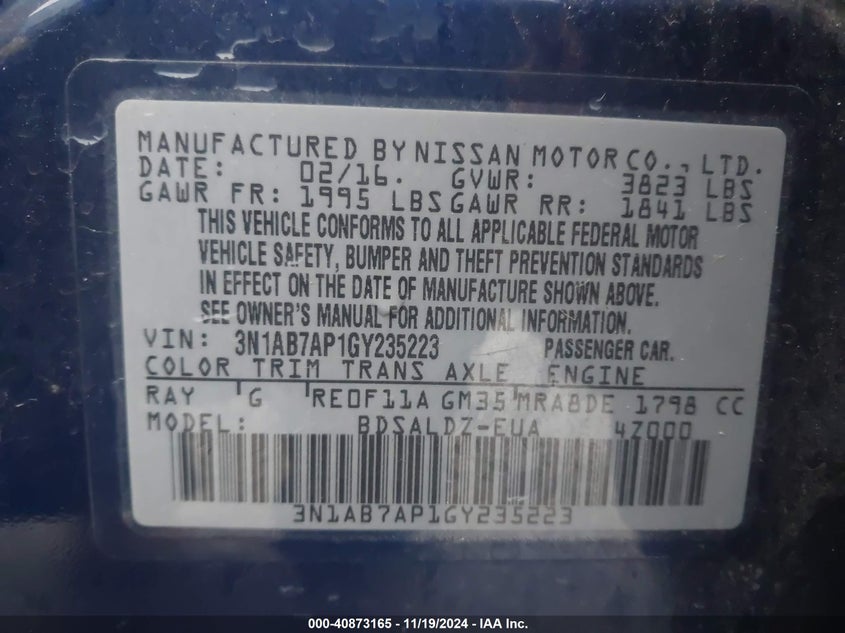 MANUFACTURED BY NISSAN MOTOR CO., LTD.
DATE: 02/16. GVWR: 3823 LBS
GAWR FR: 1995 LBS GAWR RR: 1841 LBS
THIS VEHICLE CONFORMS TO ALL APPLICABLE FEDERAL MOTOR
VEHICLE SAFETY, BUMPER AND THEFT PREVENTION STANDARDS
IN EFFECT ON THE DATE OF MANUFACTURE SHOWN ABOVE.
SEE OWNER'S MANUAL FOR ADDITIONAL INFORMATION.
VIN: 3N1AB7AP1GY235223 PASSENGER CAR.
COLOR TRIM TRANS AXLE ENGINE
RAY G RE0F11A GM35 MRA8DE 1798 CC
MODEL: BDSALDZ-EUA 4Z000
3N1AB7AP1GY235223
000-40873165 - 11/19/2024 - IAA Inc.